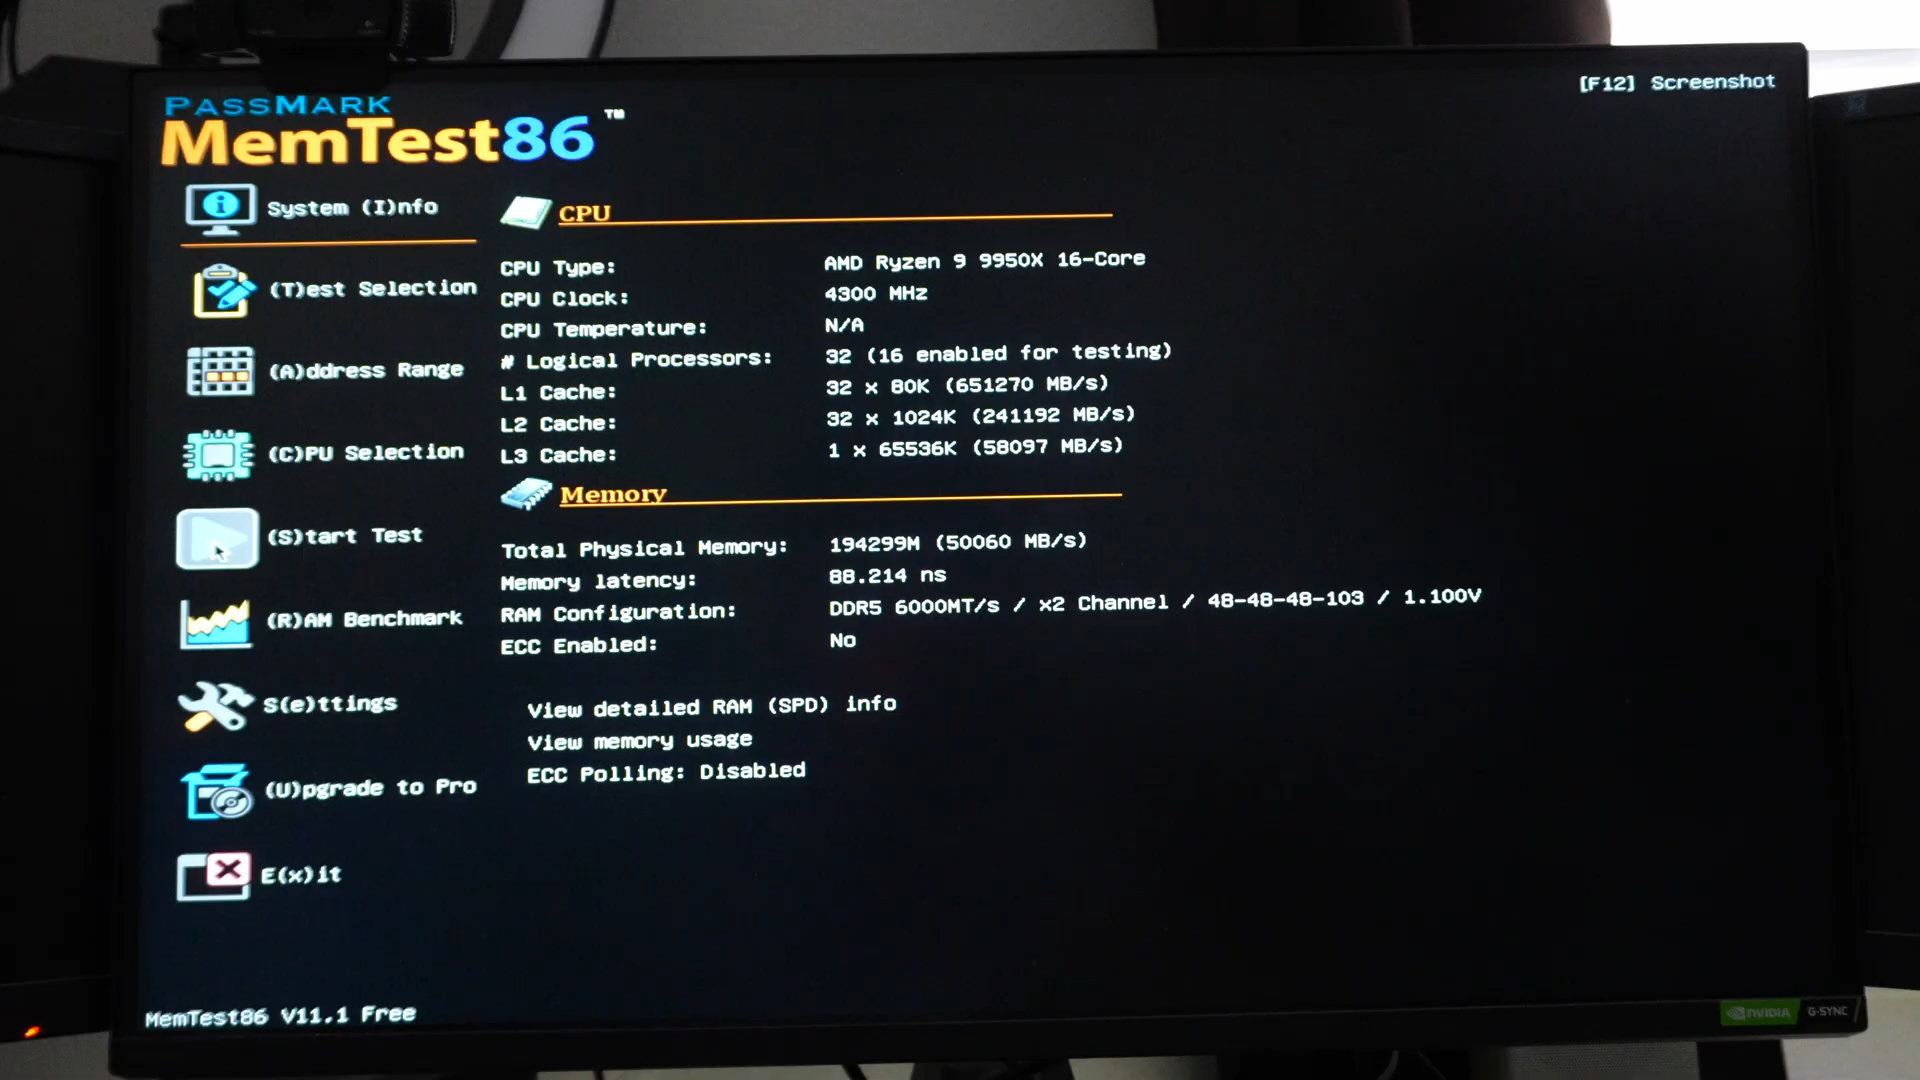 [F12] Screenshot
PASSMARK
MemTest86 ™
System (I)nfo
(T)est Selection
(A)ddress Range
(C)PU Selection
(S)tart Test
(R)AM Benchmark
S(e)ttings
(U)pgrade to Pro
E(x)it
CPU
CPU Type: AMD Ryzen 9 9950X 16-Core
CPU Clock: 4300 MHz
CPU Temperature: N/A
# Logical Processors: 32 (16 enabled for testing)
L1 Cache: 32 x 80K (651270 MB/s)
L2 Cache: 32 x 1024K (241192 MB/s)
L3 Cache: 1 x 65536K (58097 MB/s)
Memory
Total Physical Memory: 194299M (50060 MB/s)
Memory latency: 88.214 ns
RAM Configuration: DDR5 6000MT/s / x2 Channel / 48-48-48-103 / 1.100V
ECC Enabled: No
View detailed RAM (SPD) info
View memory usage
ECC Polling: Disabled
MemTest86 V11.1 Free
NVIDIA G-SYNC